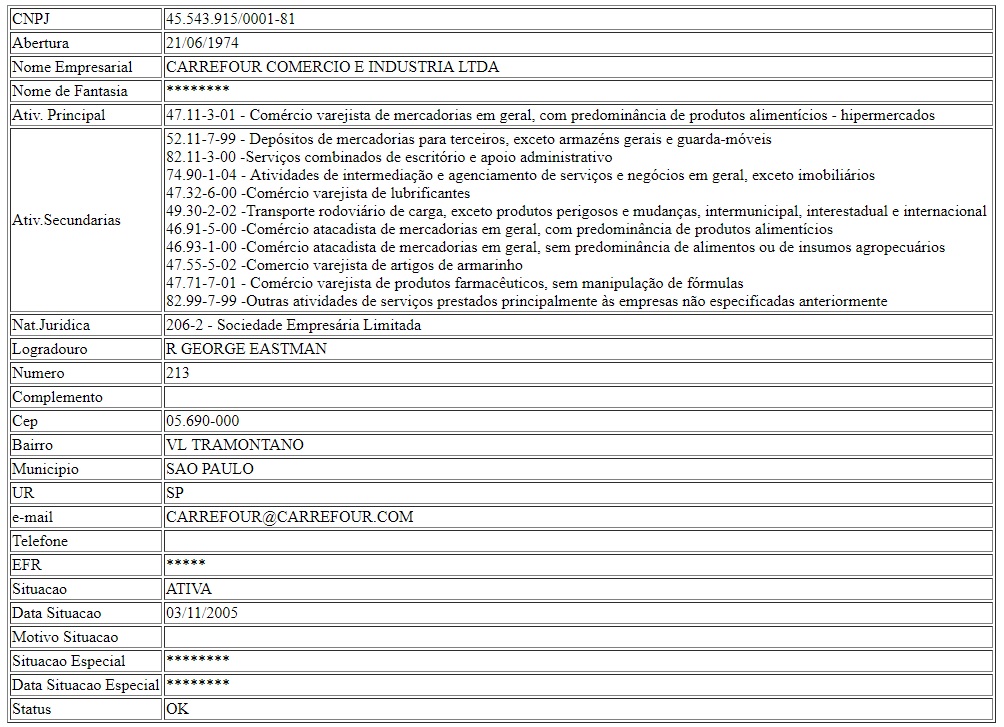 CNPJ 45.543.915/0001-81
Abertura 21/06/1974
Nome Empresarial CARREFOUR COMERCIO E INDUSTRIA LTDA
Nome de Fantasia ********
Ativ. Principal 47.11-3-01 - Comércio varejista de mercadorias em geral, com predominância de produtos alimentícios - hipermercados
Ativ.Secundarias
52.11-7-99 - Depósitos de mercadorias para terceiros, exceto armazéns gerais e guarda-móveis
82.11-3-00 -Serviços combinados de escritório e apoio administrativo
74.90-1-04 - Atividades de intermediação e agenciamento de serviços e negócios em geral, exceto imobiliários
47.32-6-00 -Comércio varejista de lubrificantes
49.30-2-02 -Transporte rodoviário de carga, exceto produtos perigosos e mudanças, intermunicipal, interestadual e internacional
46.91-5-00 -Comércio atacadista de mercadorias em geral, com predominância de produtos alimentícios
46.93-1-00 -Comércio atacadista de mercadorias em geral, sem predominância de alimentos ou de insumos agropecuários
47.55-5-02 -Comercio varejista de artigos de armarinho
47.71-7-01 - Comércio varejista de produtos farmacêuticos, sem manipulação de fórmulas
82.99-7-99 -Outras atividades de serviços prestados principalmente às empresas não especificadas anteriormente
Nat.Juridica 206-2 - Sociedade Empresária Limitada
Logradouro R GEORGE EASTMAN
Numero 213
Complemento
Cep 05.690-000
Bairro VL TRAMONTANO
Municipio SAO PAULO
UR SP
e-mail CARREFOUR@CARREFOUR.COM
Telefone
EFR *****
Situacao ATIVA
Data Situacao 03/11/2005
Motivo Situacao
Situacao Especial ********
Data Situacao Especial ********
Status OK